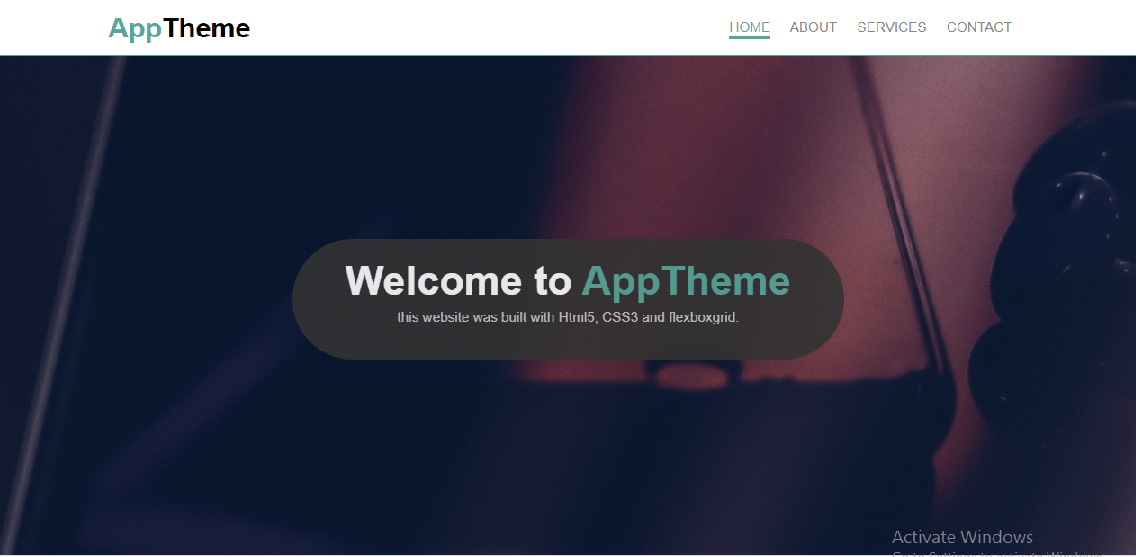 AppTheme
HOME ABOUT SERVICES CONTACT
Welcome to AppTheme
this website was built with Html5, CSS3 and flexboxgrid.
Activate Windows